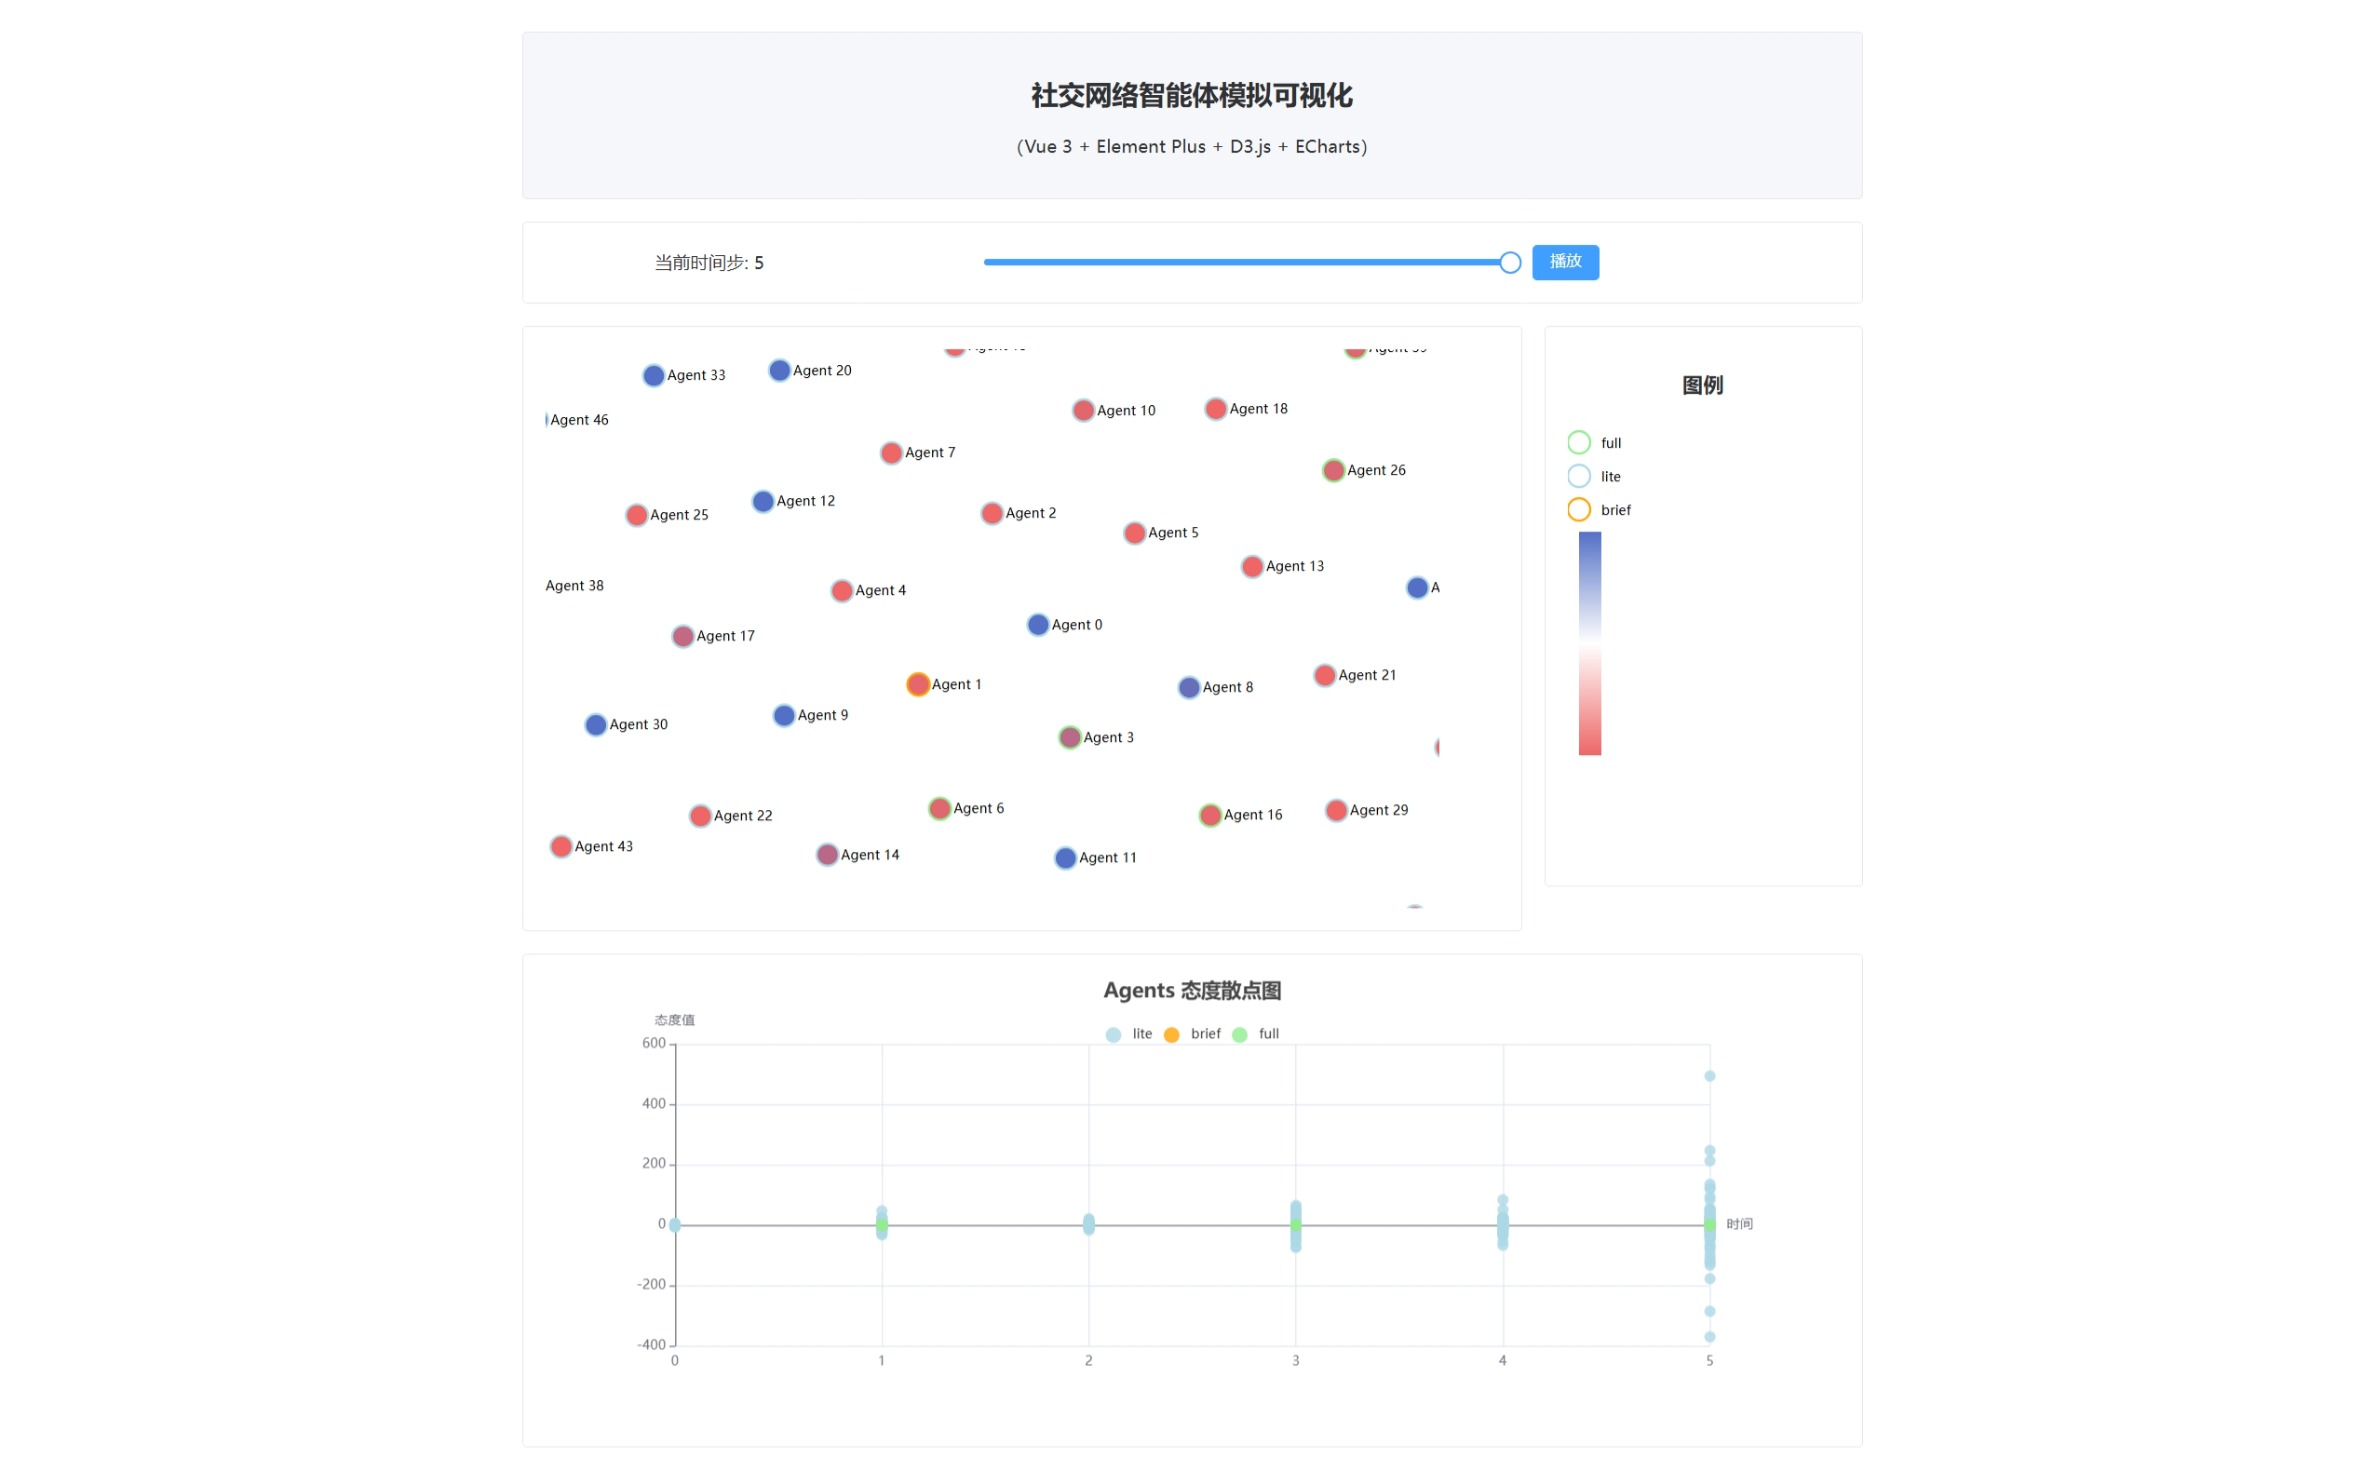 社交网络智能体模拟可视化
(Vue 3 + Element Plus + D3.js + ECharts)
当前时间步: 5
播放
Agent 33
Agent 20
Agent 46
Agent 10
Agent 18
Agent 7
Agent 26
Agent 25
Agent 12
Agent 2
Agent 5
Agent 13
Agent 38
Agent 4
A
Agent 17
Agent 0
Agent 1
Agent 8
Agent 21
Agent 30
Agent 9
Agent 3
Agent 22
Agent 6
Agent 16
Agent 29
Agent 43
Agent 14
Agent 11
图例
full
lite
brief
Agents 态度散点图
态度值
lite brief full
600
400
200
0
-200
-400
时间
0 1 2 3 4 5